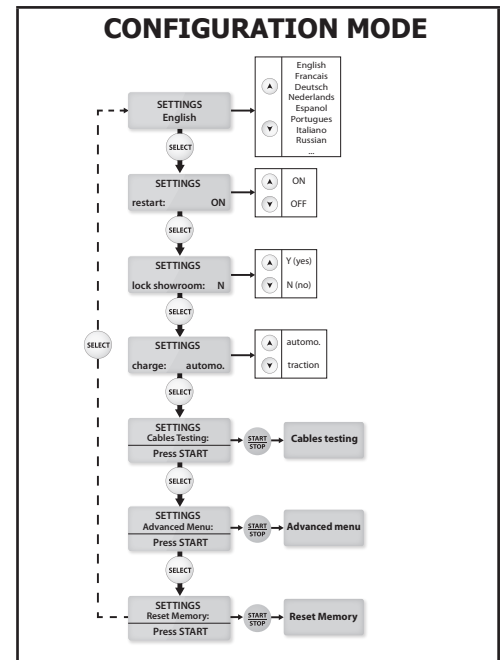 CONFIGURATION MODE
SETTINGS
English
English
Francais
Deutsch
Nederlands
Espanol
Portugues
Italiano
Russian
...
SELECT
SETTINGS
restart: ON
ON
OFF
SELECT
SETTINGS
lock showroom: N
Y (yes)
N (no)
SELECT
SELECT
SETTINGS
charge: automo.
automo.
traction
SELECT
SETTINGS
Cables Testing:
Press START
START
STOP
Cables testing
SELECT
SETTINGS
Advanced Menu:
Press START
START
STOP
Advanced menu
SELECT
SETTINGS
Reset Memory:
Press START
START
STOP
Reset Memory